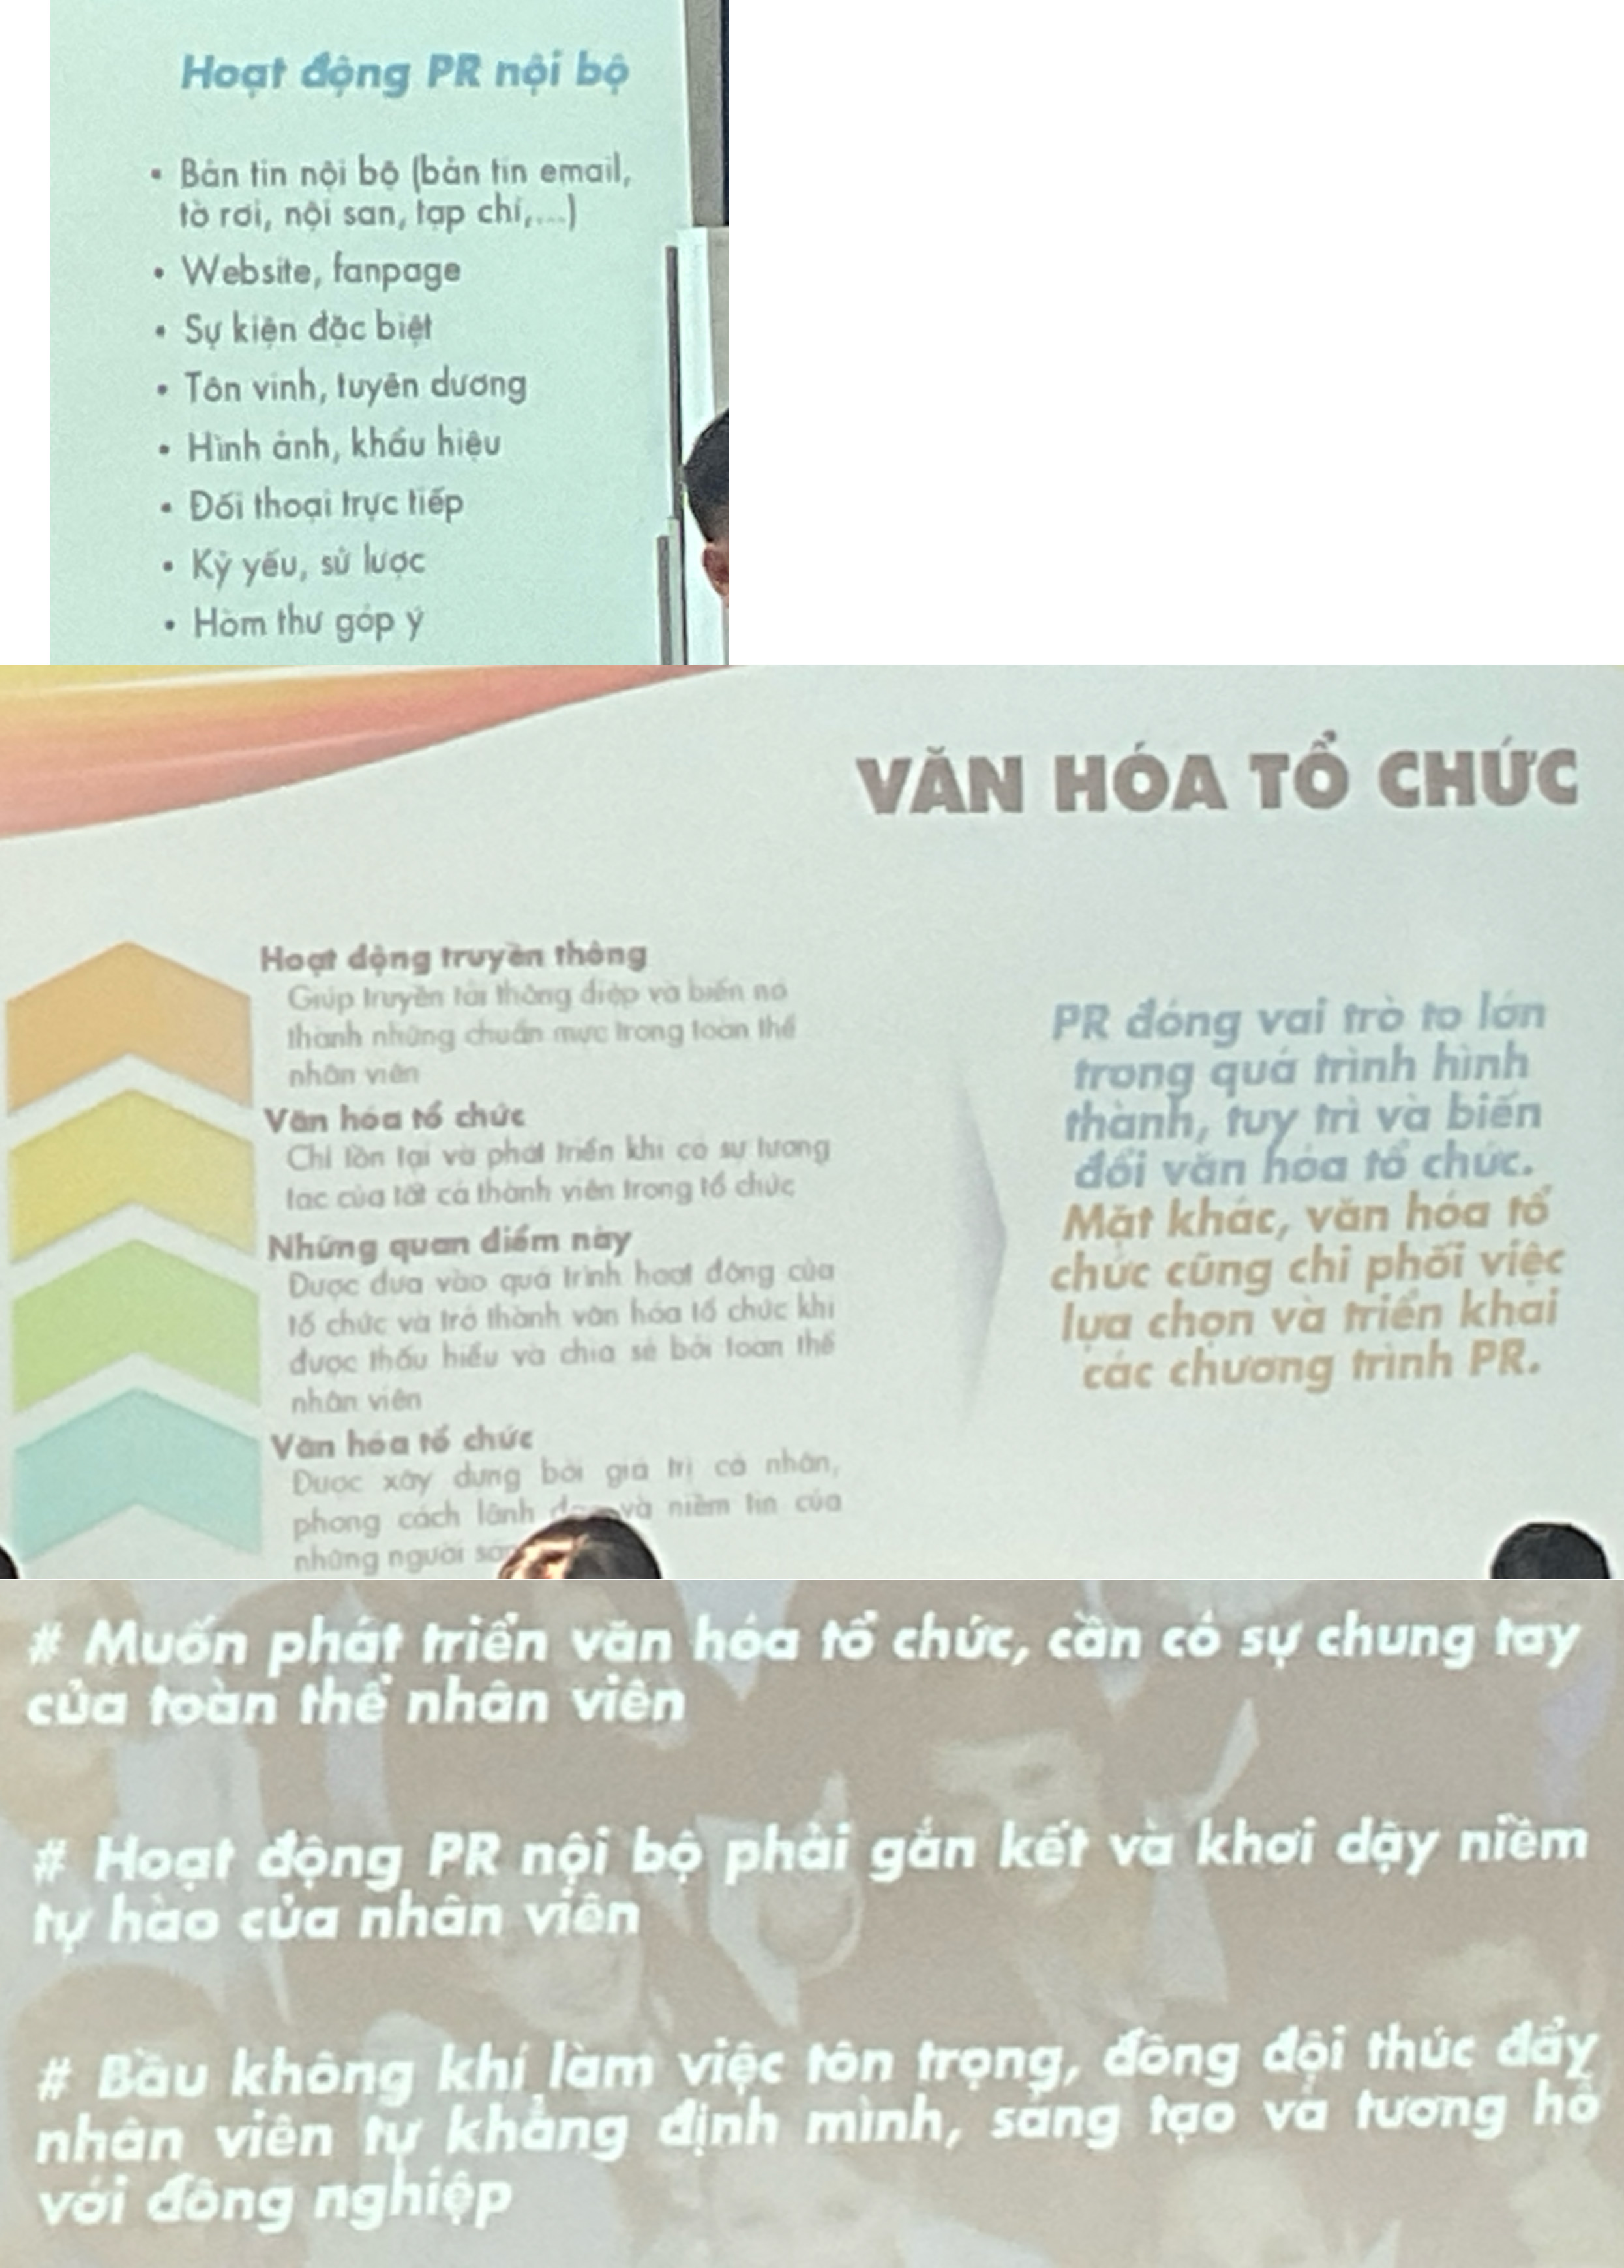 Hoạt động PR nội bộ
• Bản tin nội bộ (bản tin email,
tờ rơi, nội san, tạp chí,...)
• Website, fanpage
• Sự kiện đặc biệt
• Tôn vinh, tuyên dương
• Hình ảnh, khẩu hiệu
• Đối thoại trực tiếp
• Kỷ yếu, sử lược
• Hòm thư góp ý
VĂN HÓA TỔ CHỨC
Hoạt động truyền thông
Giúp truyền tải thông điệp và biến nó
thành những chuẩn mực trong toàn thể
nhân viên
Văn hóa tổ chức
Chỉ tồn tại và phát triển khi có sự tương
tác của tất cả thành viên trong tổ chức
Những quan điểm này
Được đưa vào quá trình hoạt động của
tổ chức và trở thành văn hóa tổ chức khi
được thấu hiểu và chia sẻ bởi toàn thể
nhân viên
Văn hóa tổ chức
Được xây dựng bởi giá trị cá nhân,
phong cách lãnh và niềm tin của
những người
PR đóng vai trò to lớn
trong quá trình hình
thành, tuy trì và biến
đổi văn hóa tổ chức.
Mặt khác, văn hóa tổ
chức cũng chi phối việc
lựa chọn và triển khai
các chương trình PR.
# Muốn phát triển văn hóa tổ chức, cần có sự chung tay
của toàn thể nhân viên
# Hoạt động PR nội bộ phải gắn kết và khơi dậy niềm
tự hào của nhân viên
# Bầu không khí làm việc tôn trọng, đồng đội thúc đẩy
nhân viên tự khẳng định mình, sáng tạo và tương hỗ
với đồng nghiệp